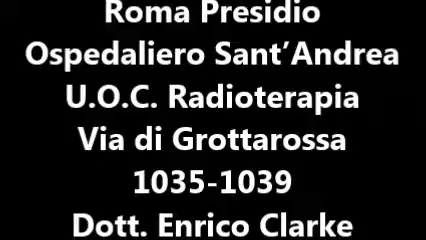 Roma Presidio
Ospedaliero Sant’Andrea
U.O.C. Radioterapia
Via di Grottarossa
1035-1039
Dott. Enrico Clarke